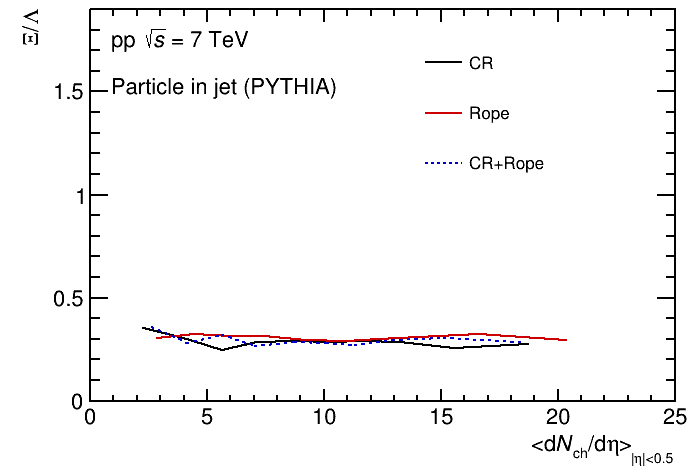 Ξ/Λ
pp √s = 7 TeV
Particle in jet (PYTHIA)
CR
Rope
CR+Rope
1.5
1
0.5
0
0 5 10 15 20 25
<dN_ch/dη>_|η|<0.5